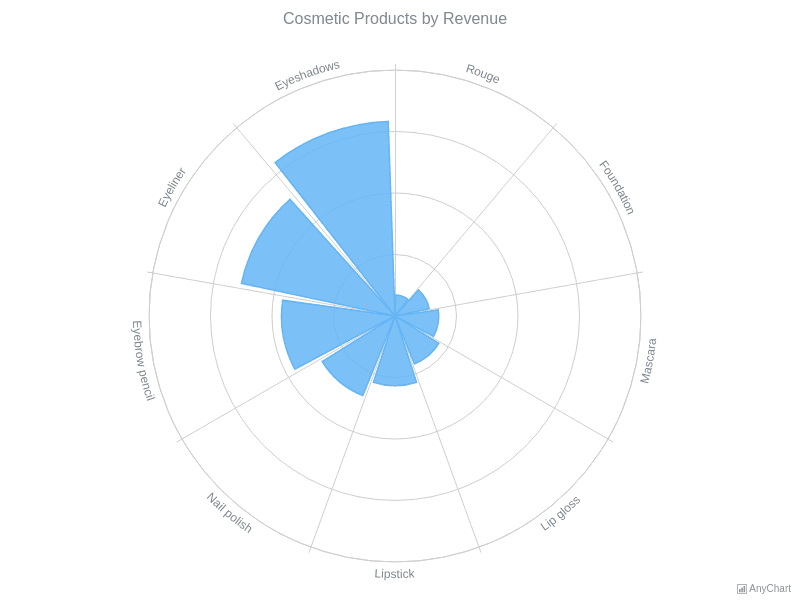 Cosmetic Products by Revenue
Eyeshadows
Rouge
Eyeliner
Foundation
Eyebrow pencil
Mascara
Nail polish
Lip gloss
Lipstick
AnyChart